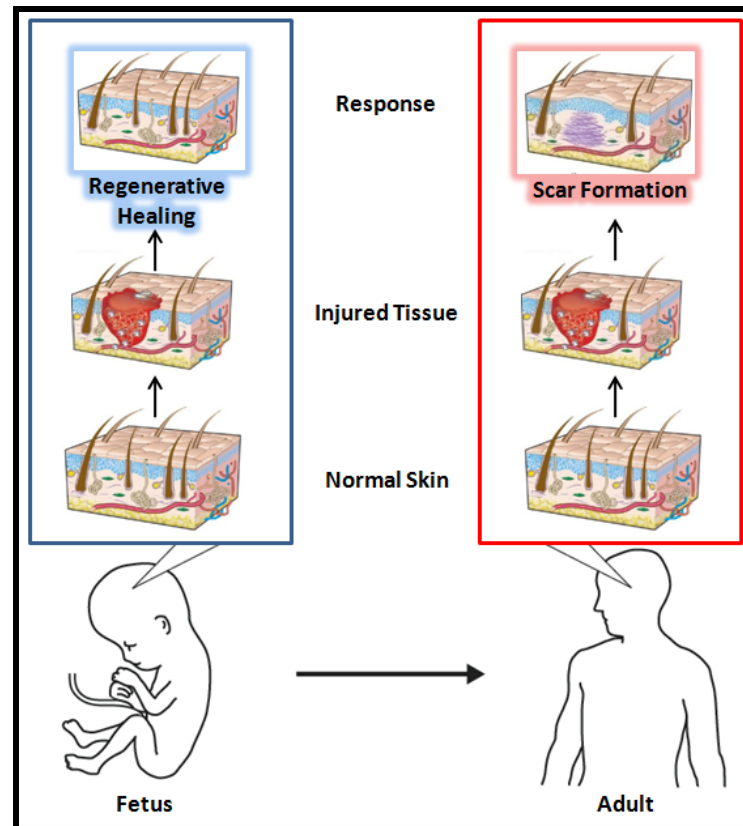 Response
Regenerative
Healing
Scar Formation
Injured Tissue
Normal Skin
Fetus
Adult